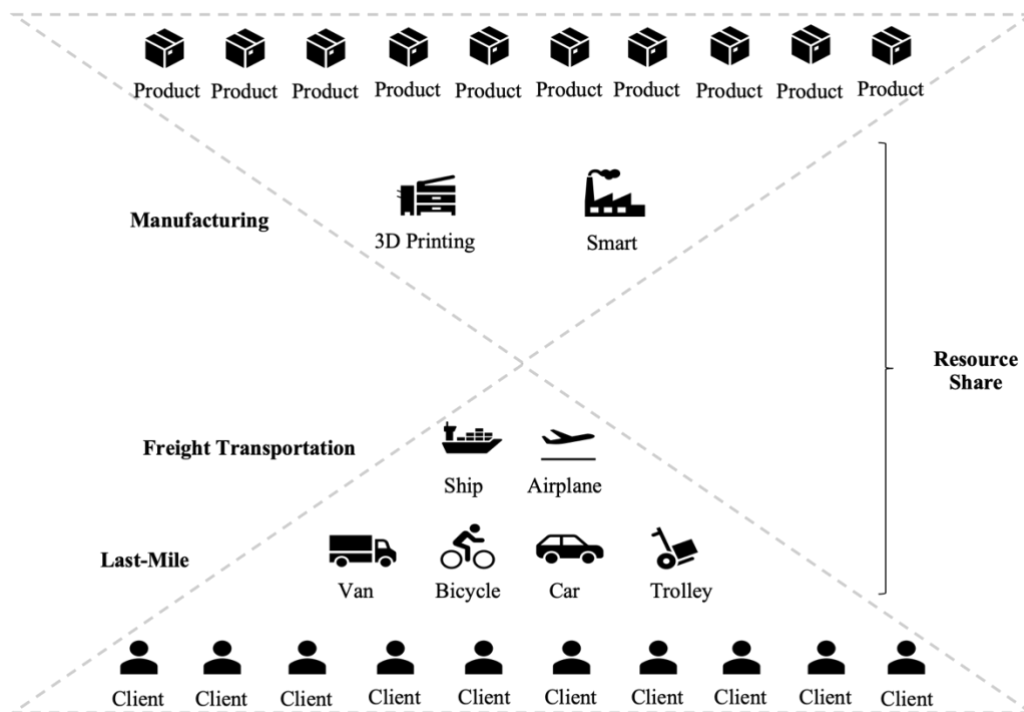 Product Product Product Product Product Product Product Product Product Product
Manufacturing
3D Printing Smart
Resource
Share
Freight Transportation
Ship Airplane
Last-Mile
Van Bicycle Car Trolley
Client Client Client Client Client Client Client Client Client Client